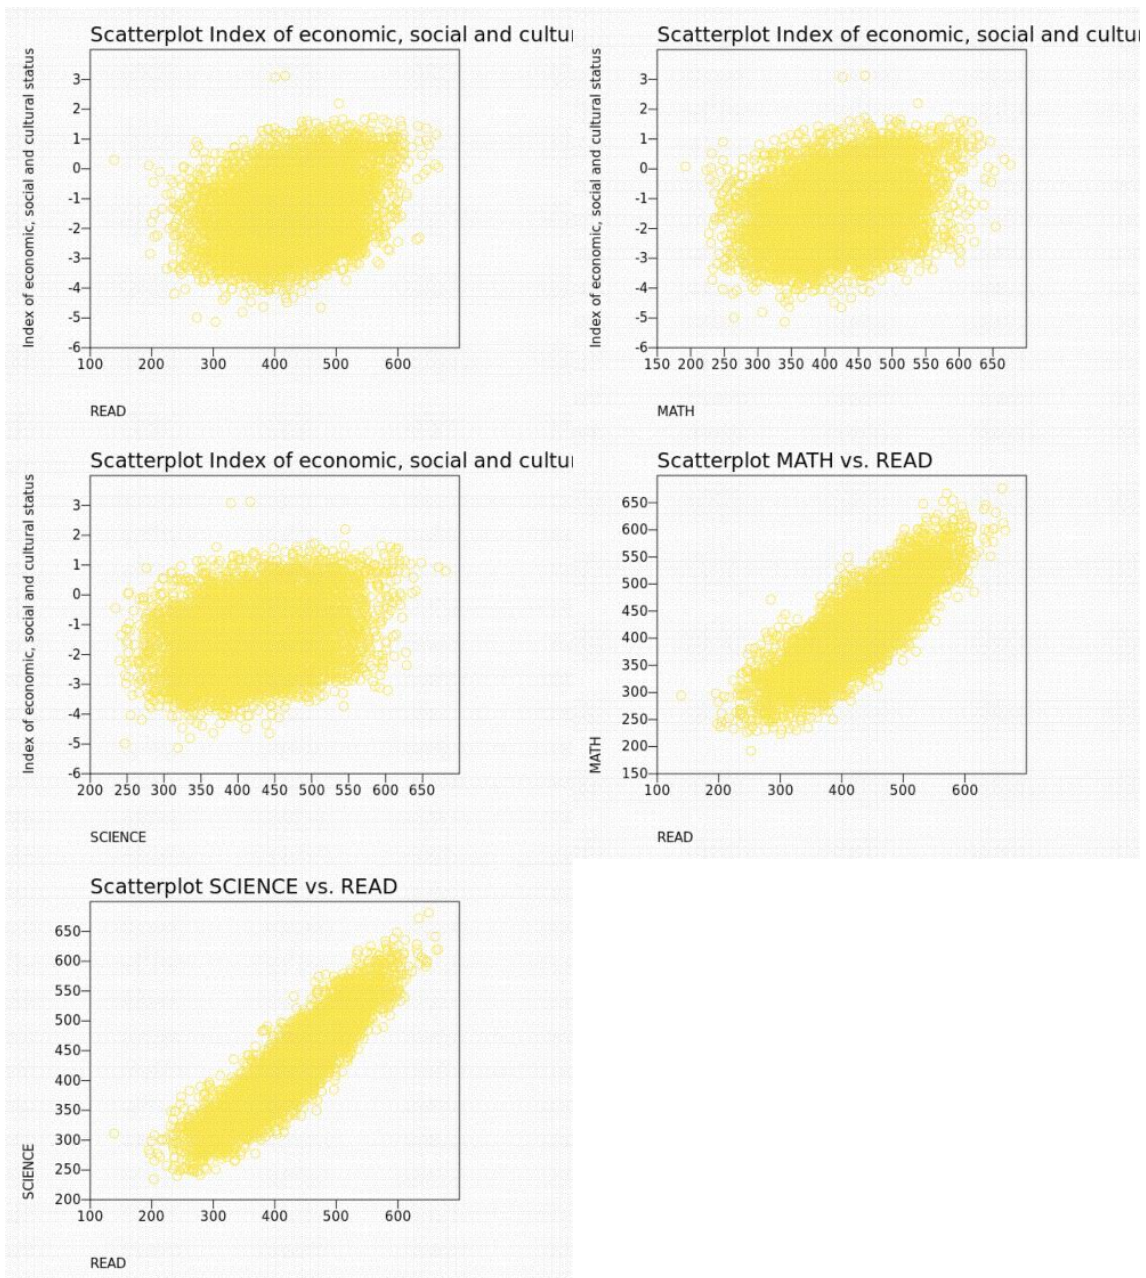 Scatterplot Index of economic, social and cultu
Index of economic, social and cultural status
3
2
1
0
-1
-2
-3
-4
-5
-6
100 200 300 400 500 600
READ
Scatterplot Index of economic, social and cultur
Index of economic, social and cultural status
3
2
1
0
-1
-2
-3
-4
-5
-6
150 200 250 300 350 400 450 500 550 600 650
MATH
Scatterplot Index of economic, social and cultu
Index of economic, social and cultural status
3
2
1
0
-1
-2
-3
-4
-5
-6
200 250 300 350 400 450 500 550 600 650
SCIENCE
Scatterplot MATH vs. READ
MATH
650
600
550
500
450
400
350
300
250
200
150
100 200 300 400 500 600
READ
Scatterplot SCIENCE vs. READ
SCIENCE
650
600
550
500
450
400
350
300
250
200
100 200 300 400 500 600
READ